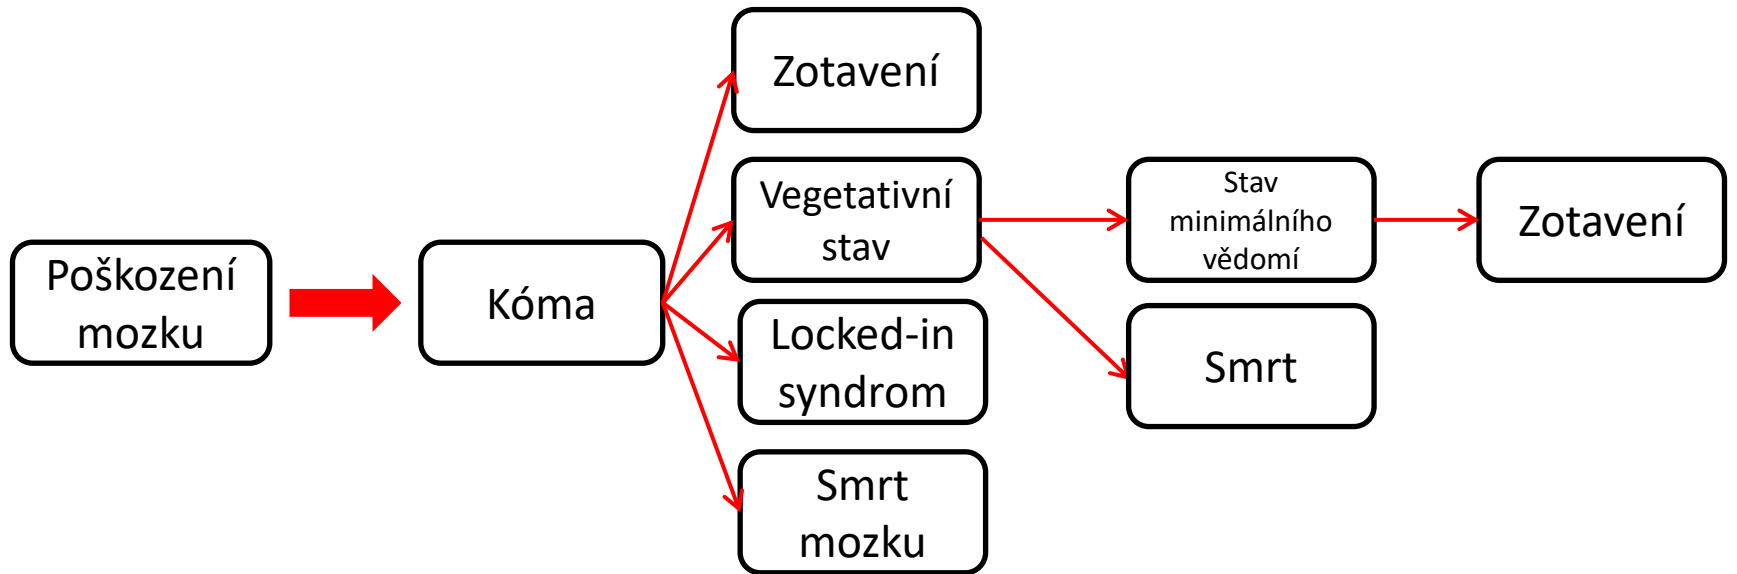 Poškození
mozku
Kóma
Zotavení
Vegetativní
stav
Locked-in
syndrom
Smrt
mozku
Stav
minimálního
vědomí
Smrt
Zotavení